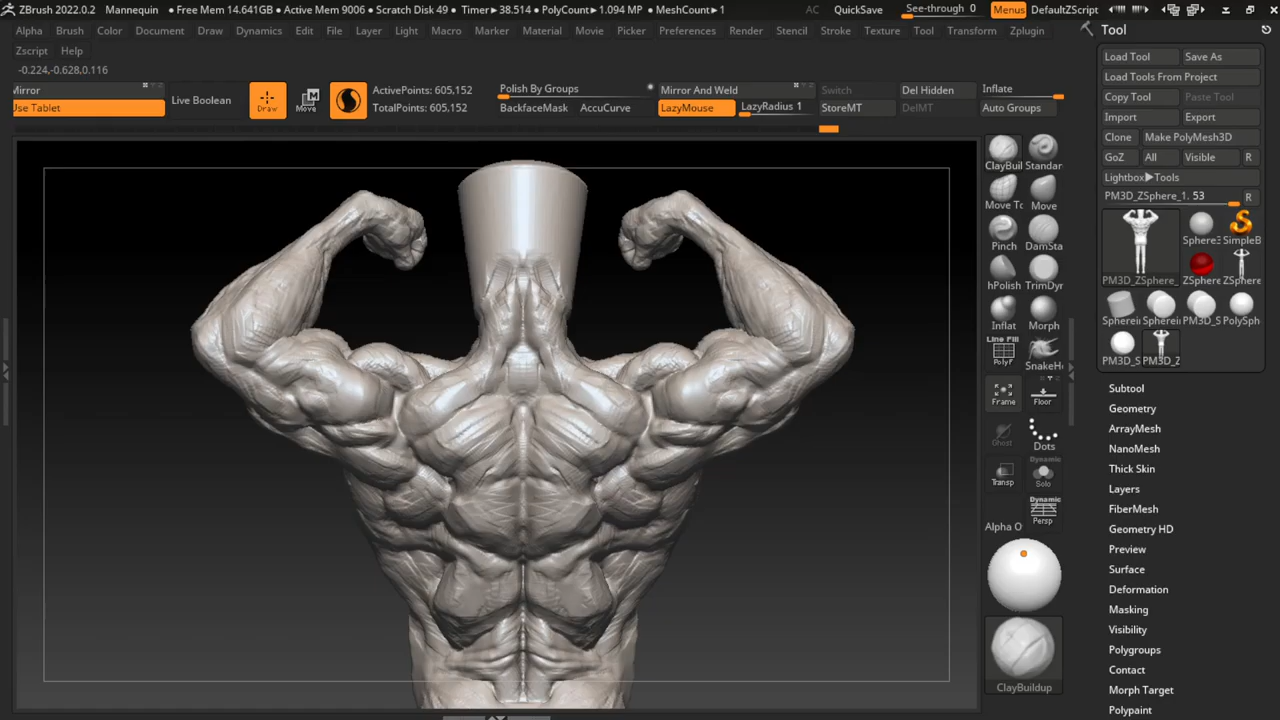 ZBrush 2022.0.2 Mannequin • Free Mem 14.641GB • Active Mem 9006 • Scratch Disk 49 • Timer▶38.514 • PolyCount▶1.094 MP • MeshCount▶1 AC QuickSave See-through 0 Menus DefaultZScript
Alpha Brush Color Document Draw Dynamics Edit File Layer Light Macro Marker Material Movie Picker Preferences Render Stencil Stroke Texture Tool Transform Zplugin
Zscript Help
-0.224,-0.628,0.116
Mirror
Use Tablet
Live Boolean
Draw
Move
ActivePoints: 605,152
TotalPoints: 605,152
Polish By Groups
BackfaceMask AccuCurve
Mirror And Weld
LazyMouse LazyRadius 1
Switch
StoreMT
Del Hidden
DelMT
Inflate
Auto Groups
ClayBuil Standar
Move To Move
Pinch DamSta
hPolish TrimDyr
Inflat Morph
Line Fill
PolyF SnakeHo
Frame Floor
Ghost Dots
Dynamic
Transp Solo
Dynamic
Persp
Alpha O
ClayBuildup
Tool
Load Tool Save As
Load Tools From Project
Copy Tool Paste Tool
Import Export
Clone Make PolyMesh3D
GoZ All Visible R
Lightbox▶Tools
PM3D_ZSphere_1. 53 R
PM3D_ZSphere_
Sphere3 SimpleB
ZSphere ZSphere
Spherein Spherei PM3D_S PolySph
PM3D_S PM3D_Z
Subtool
Geometry
ArrayMesh
NanoMesh
Thick Skin
Layers
FiberMesh
Geometry HD
Preview
Surface
Deformation
Masking
Visibility
Polygroups
Contact
Morph Target
Polypaint